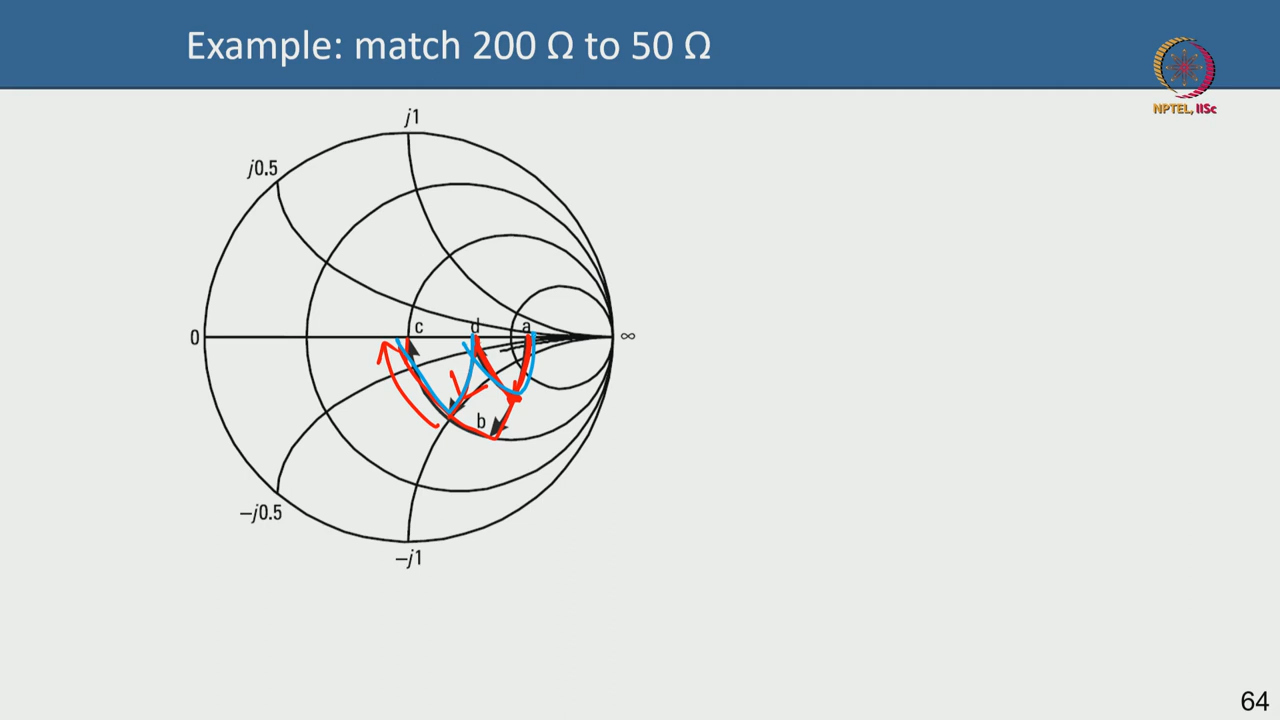 Example: match 200 Ω to 50 Ω
NPTEL, IISc
j1
j0.5
0
c
d
a
∞
b
−j0.5
−j1
64